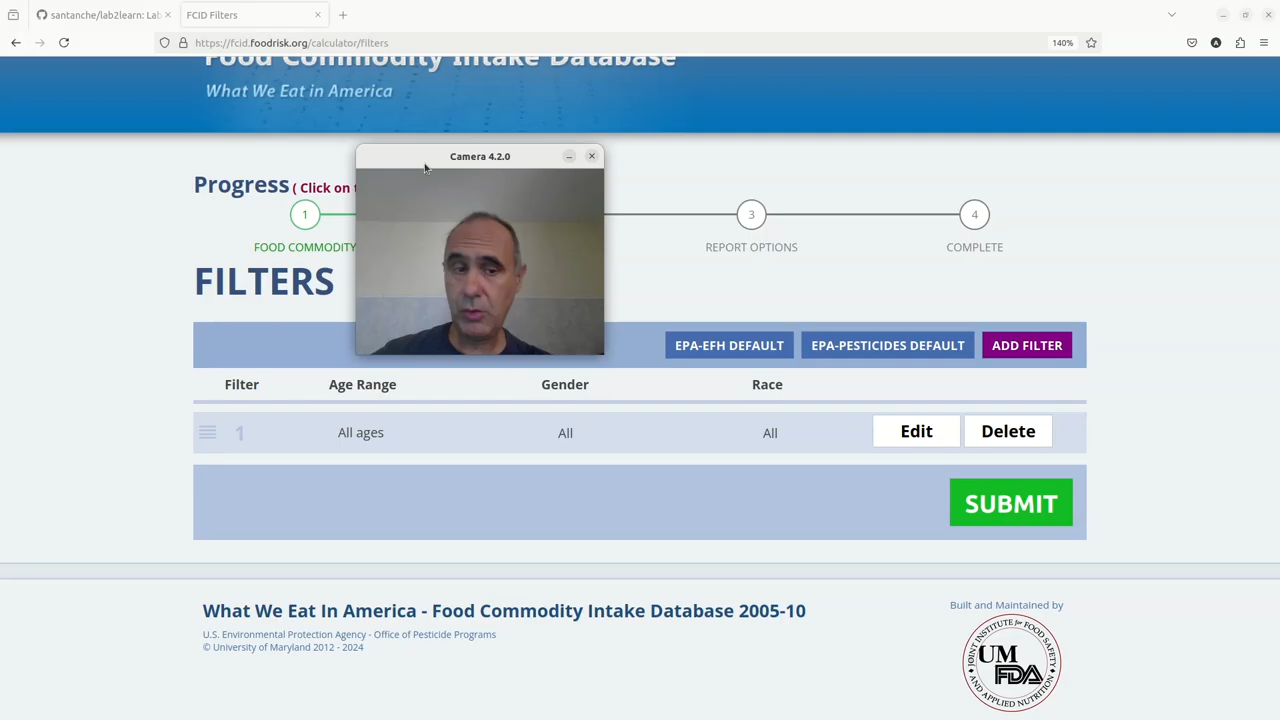 santanche/lab2learn: Lab
FCID Filters
https://fcid.foodrisk.org/calculator/filters
140%
Food Commodity Intake Database
What We Eat in America
Camera 4.2.0
Progress ( Click on t
1
3
4
FOOD COMMODITY
REPORT OPTIONS
COMPLETE
FILTERS
EPA-EFH DEFAULT
EPA-PESTICIDES DEFAULT
ADD FILTER
Filter
Age Range
Gender
Race
1
All ages
All
All
Edit
Delete
SUBMIT
What We Eat In America - Food Commodity Intake Database 2005-10
U.S. Environmental Protection Agency - Office of Pesticide Programs
© University of Maryland 2012 - 2024
Built and Maintained by
JOINT INSTITUTE for FOOD SAFETY
UM
FDA
AND APPLIED NUTRITION